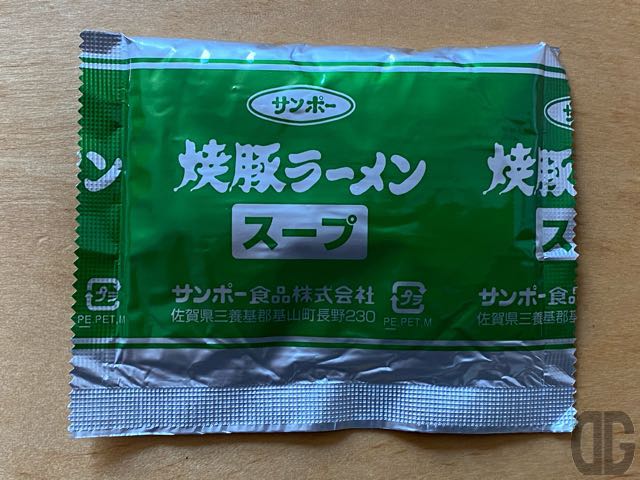 サンポー
焼豚ラーメン
スープ
サンポー食品株式会社
佐賀県三養基郡基山町長野230
プラ
PE,PET,M
ン
プラ
PE,PET,M
焼豚
ス
サンポー食品
佐賀県三養基郡基
DG